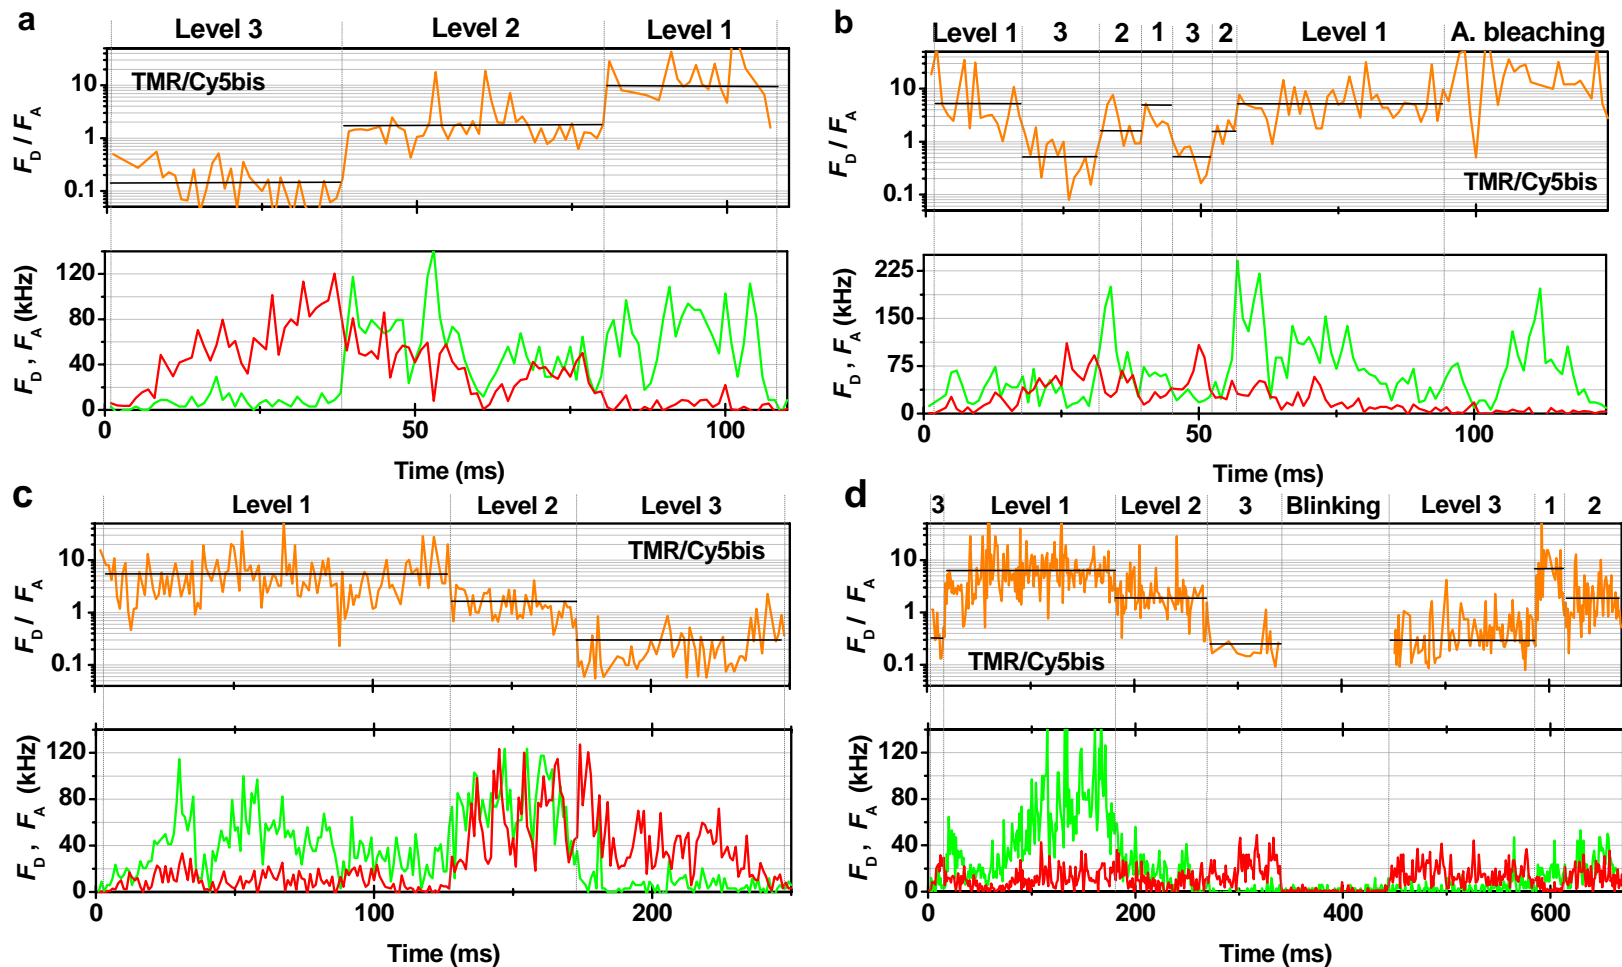 a
Level 3 Level 2 Level 1
10
1
0.1
F_D / F_A
TMR/Cy5bis
120
80
40
0
F_D , F_A (kHz)
0 50 100
Time (ms)
b
Level 1 3 2 1 3 2 Level 1 A. bleaching
10
1
0.1
F_D / F_A
TMR/Cy5bis
225
150
75
0
F_D , F_A (kHz)
0 50 100
Time (ms)
c
Level 1 Level 2 Level 3
10
1
0.1
F_D / F_A
TMR/Cy5bis
120
80
40
0
F_D , F_A (kHz)
0 100 200
Time (ms)
d
3 Level 1 Level 2 3 Blinking Level 3 1 2
10
1
0.1
F_D / F_A
TMR/Cy5bis
120
80
40
0
F_D , F_A (kHz)
0 200 400 600
Time (ms)